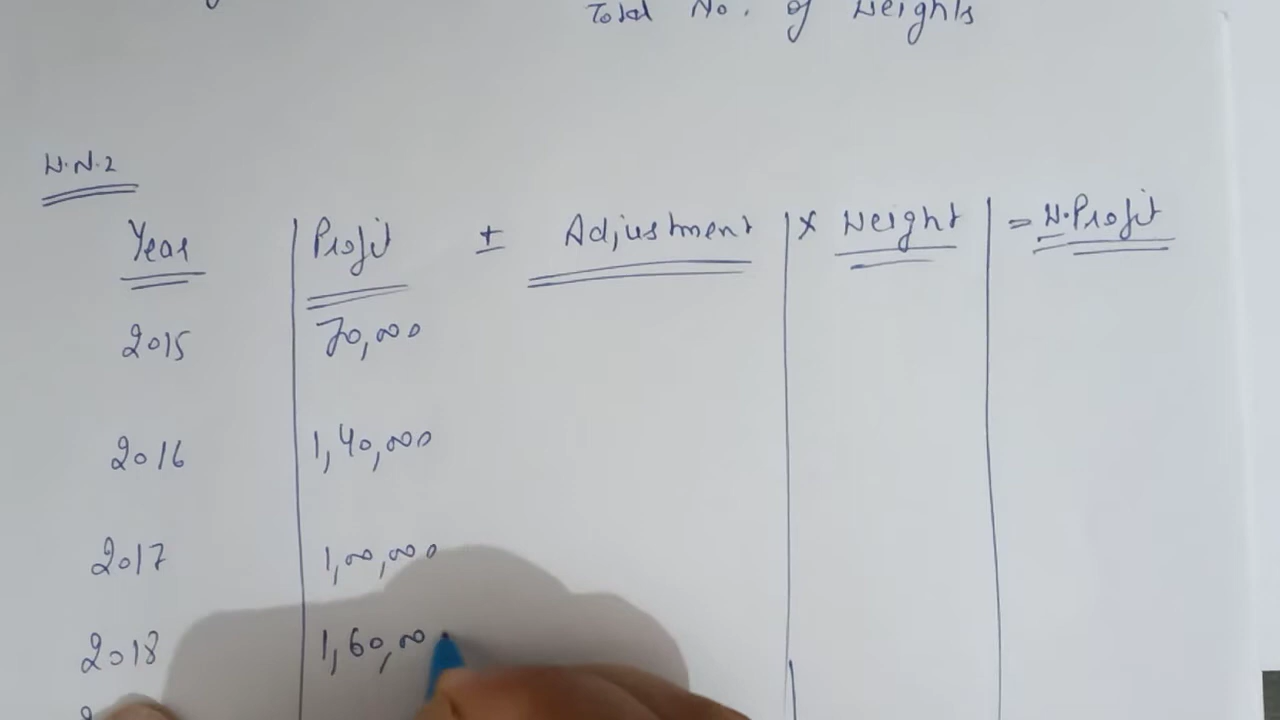 Total No. of Weights
W.N.2
Year Profit ± Adjustment × Weight = W.Profit
2015 70,000
2016 1,40,000
2017 1,00,000
2018 1,60,00